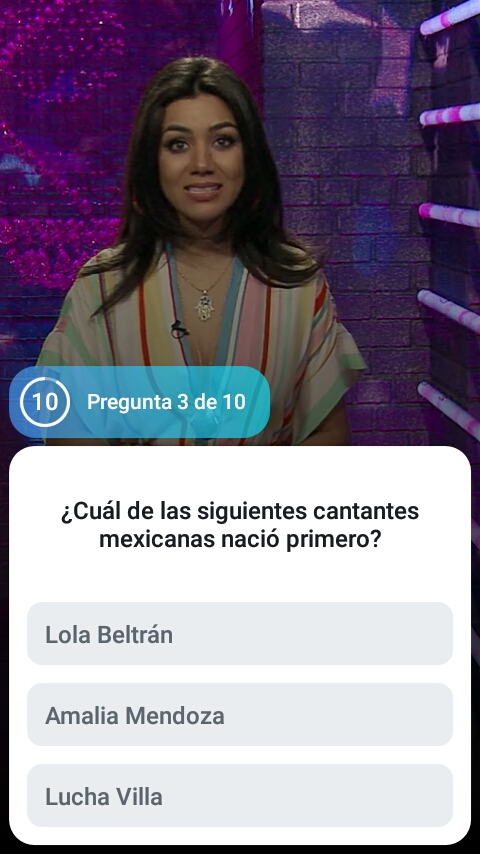 10 Pregunta 3 de 10
¿Cuál de las siguientes cantantes
mexicanas nació primero?
Lola Beltrán
Amalia Mendoza
Lucha Villa